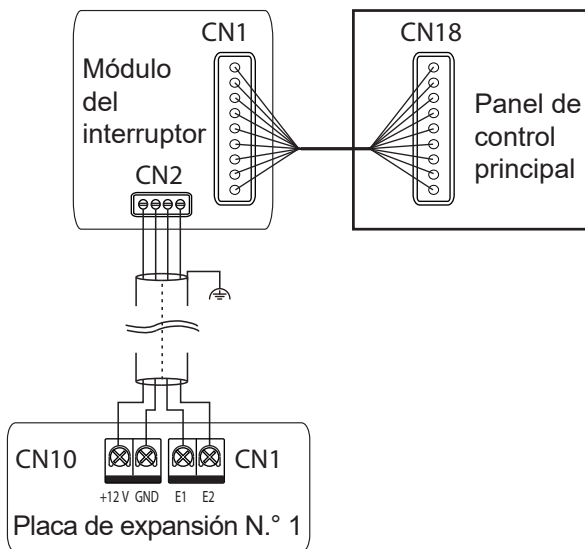 CN1
Módulo
del
interruptor
CN2
CN18
Panel de
control
principal
CN10
CN1
+12 V GND E1 E2
Placa de expansión N.° 1